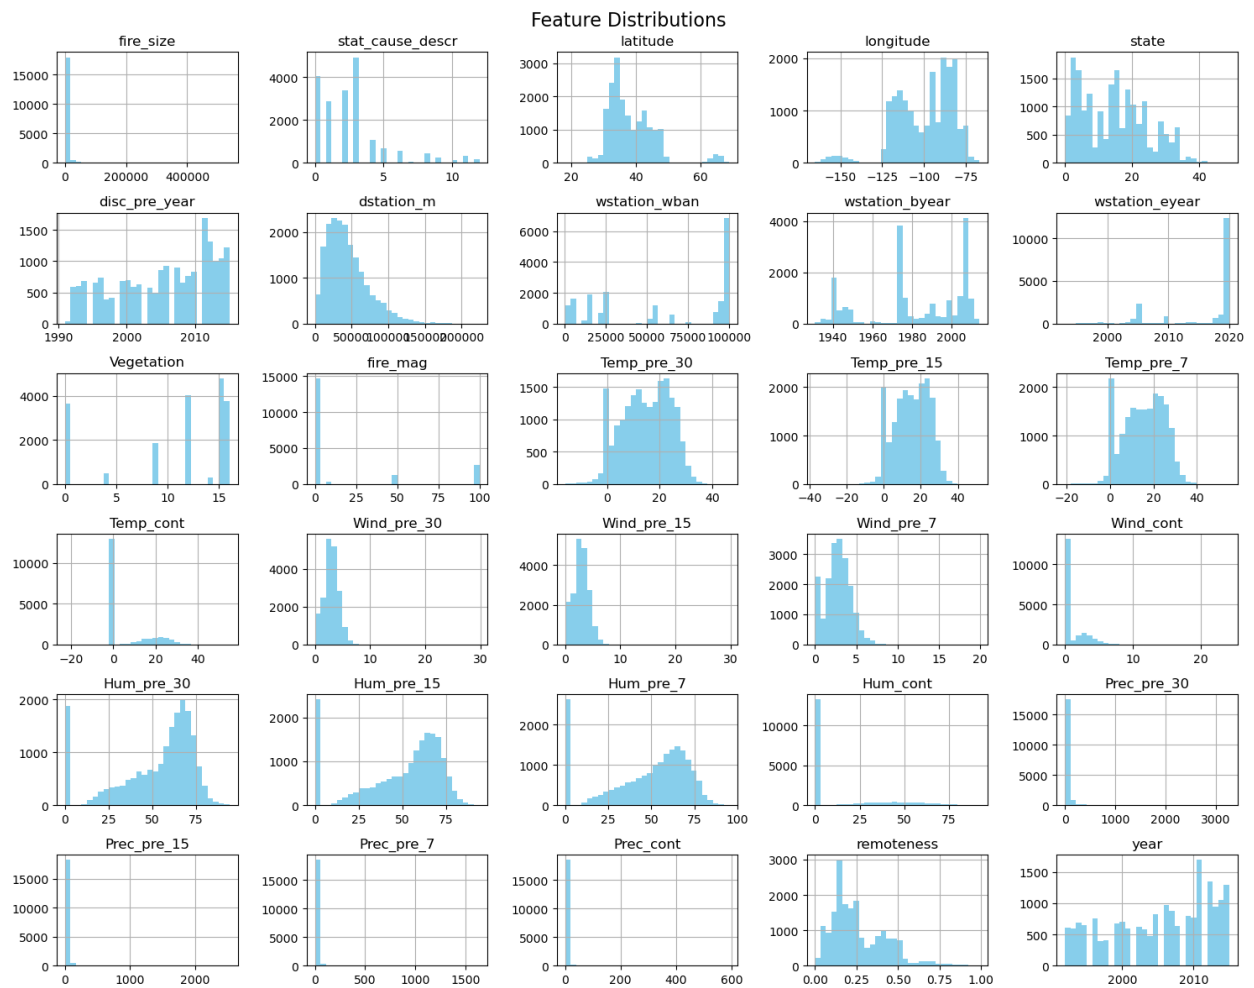 Feature Distributions
fire_size stat_cause_descr latitude longitude state
15000 10000 5000 0
0 200000 400000
4000 2000 0
0 5 10
3000 2000 1000 0
20 40 60
2000 1000 0
−150 −125 −100 −75
1500 1000 500 0
0 20 40
disc_pre_year dstation_m wstation_wban wstation_byear wstation_eyear
1500 1000 500 0
1990 2000 2010
2000 1000 0
0 50000 100000 150000 200000
6000 4000 2000 0
0 25000 50000 75000 100000
4000 2000 0
1940 1960 1980 2000
10000 5000 0
2000 2010 2020
Vegetation fire_mag Temp_pre_30 Temp_pre_15 Temp_pre_7
4000 2000 0
0 5 10 15
15000 10000 5000 0
0 25 50 75 100
1500 1000 500 0
0 20 40
2000 1000 0
−40 −20 0 20 40
2000 1000 0
−20 0 20 40
Temp_cont Wind_pre_30 Wind_pre_15 Wind_pre_7 Wind_cont
10000 5000 0
−20 0 20 40
4000 2000 0
0 10 20 30
4000 2000 0
0 10 20 30
3000 2000 1000 0
0 5 10 15 20
10000 5000 0
0 10 20
Hum_pre_30 Hum_pre_15 Hum_pre_7 Hum_cont Prec_pre_30
2000 1000 0
0 25 50 75
2000 1000 0
0 25 50 75
2000 1000 0
0 25 50 75 100
10000 5000 0
0 25 50 75
15000 10000 5000 0
0 1000 2000 3000
Prec_pre_15 Prec_pre_7 Prec_cont remoteness year
15000 10000 5000 0
0 1000 2000
15000 10000 5000 0
0 500 1000 1500
15000 10000 5000 0
0 200 400 600
3000 2000 1000 0
0.00 0.25 0.50 0.75 1.00
1500 1000 500 0
2000 2010